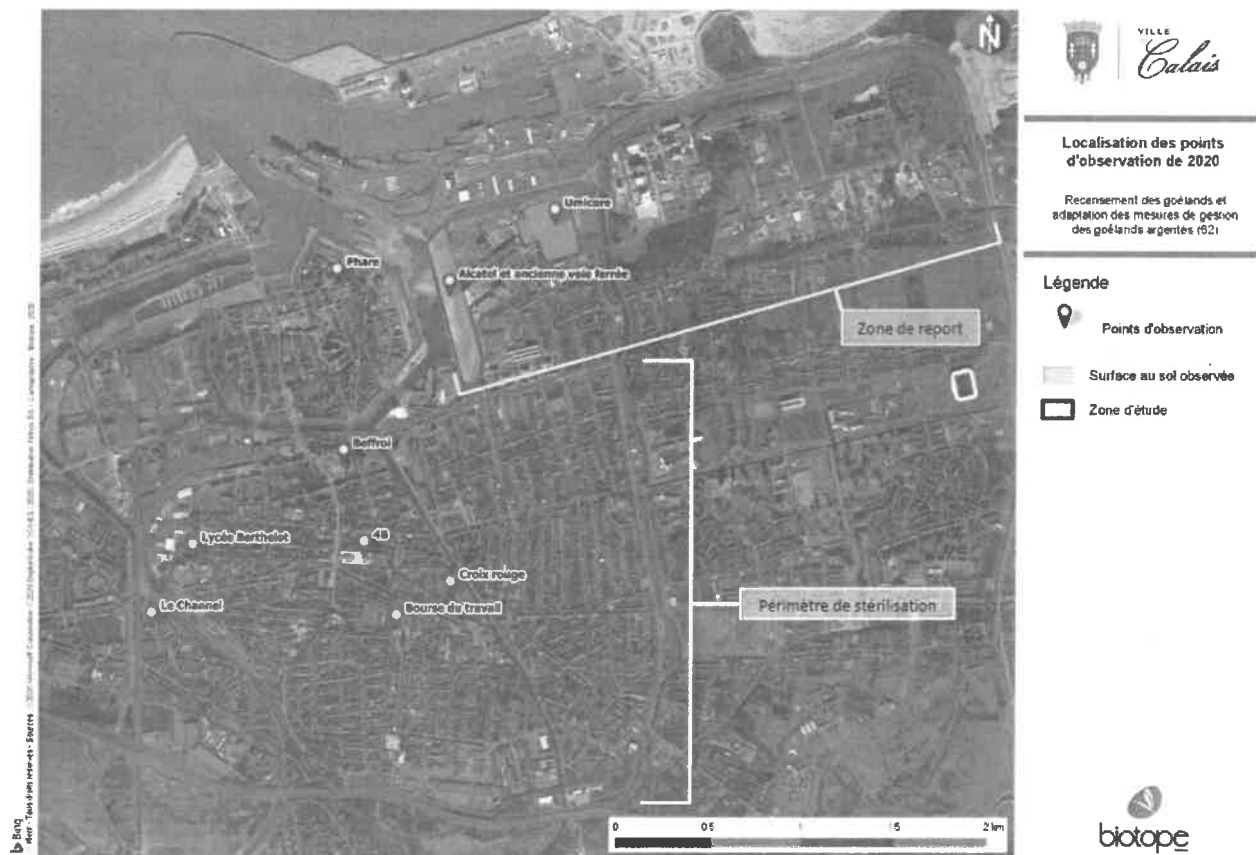 N
VILLE
Calais
Localisation des points
d'observation de 2020
Recensement des goélands et
adaptation des mesures de gestion
des goélands argentés (62)
Légende
Points d'observation
Surface au sol observée
Zone d'étude
Umicore
Phare
Alcatel et ancienne voie ferrée
Zone de report
Beffroi
Lycée Berthelot
4B
Croix rouge
Le Channel
Bourse du travail
Périmètre de stérilisation
0 0.5 1 1.5 2 km
Bing
biotope